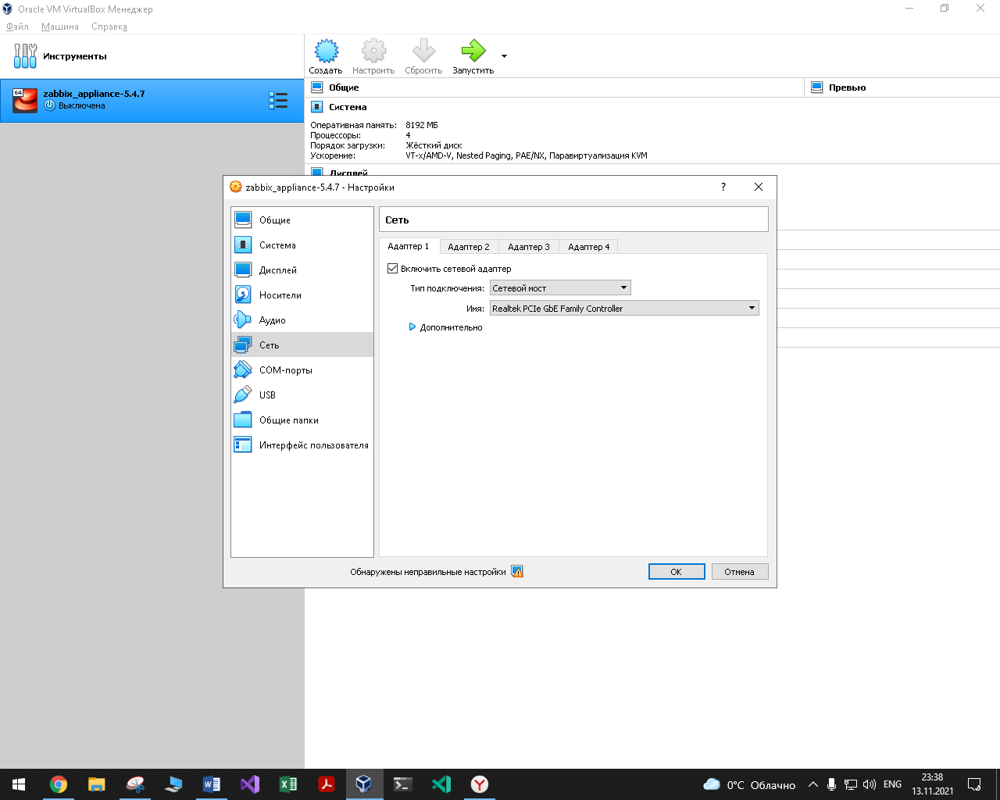 Oracle VM VirtualBox Менеджер
Файл Машина Справка
Инструменты
Создать Настроить Сбросить Запустить
64
zabbix_appliance-5.4.7
Выключена
Общие
Превью
Система
Оперативная память: 8192 МБ
Процессоры: 4
Порядок загрузки: Жёсткий диск
Ускорение: VT-x/AMD-V, Nested Paging, PAE/NX, Паравиртуализация KVM
Дисплей
zabbix_appliance-5.4.7 - Настройки
?
Общие
Система
Дисплей
Носители
Аудио
Сеть
COM-порты
USB
Общие папки
Интерфейс пользователя
Сеть
Адаптер 1 Адаптер 2 Адаптер 3 Адаптер 4
Включить сетевой адаптер
Тип подключения: Сетевой мост
Имя: Realtek PCIe GbE Family Controller
Дополнительно
Обнаружены неправильные настройки
OK Отмена
0°C Облачно
ENG
23:38
13.11.2021